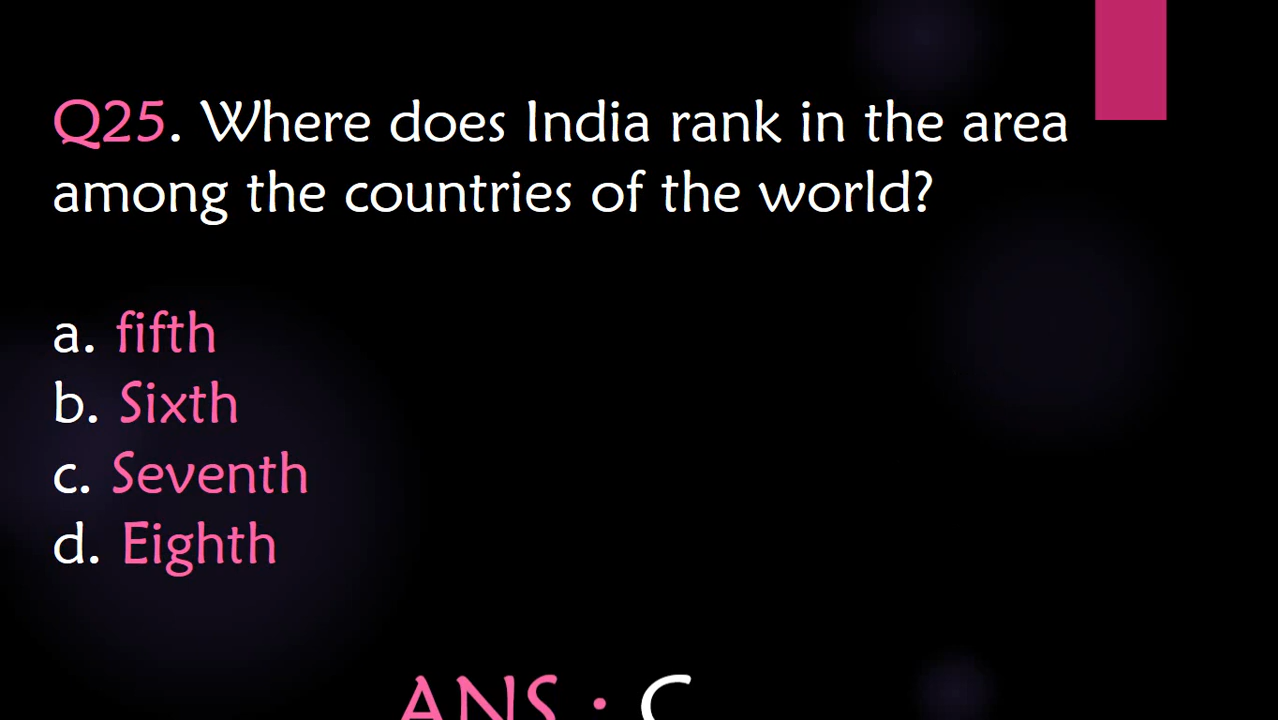 Q25. Where does India rank in the area
among the countries of the world?
a. fifth
b. Sixth
c. Seventh
d. Eighth
ANS : C